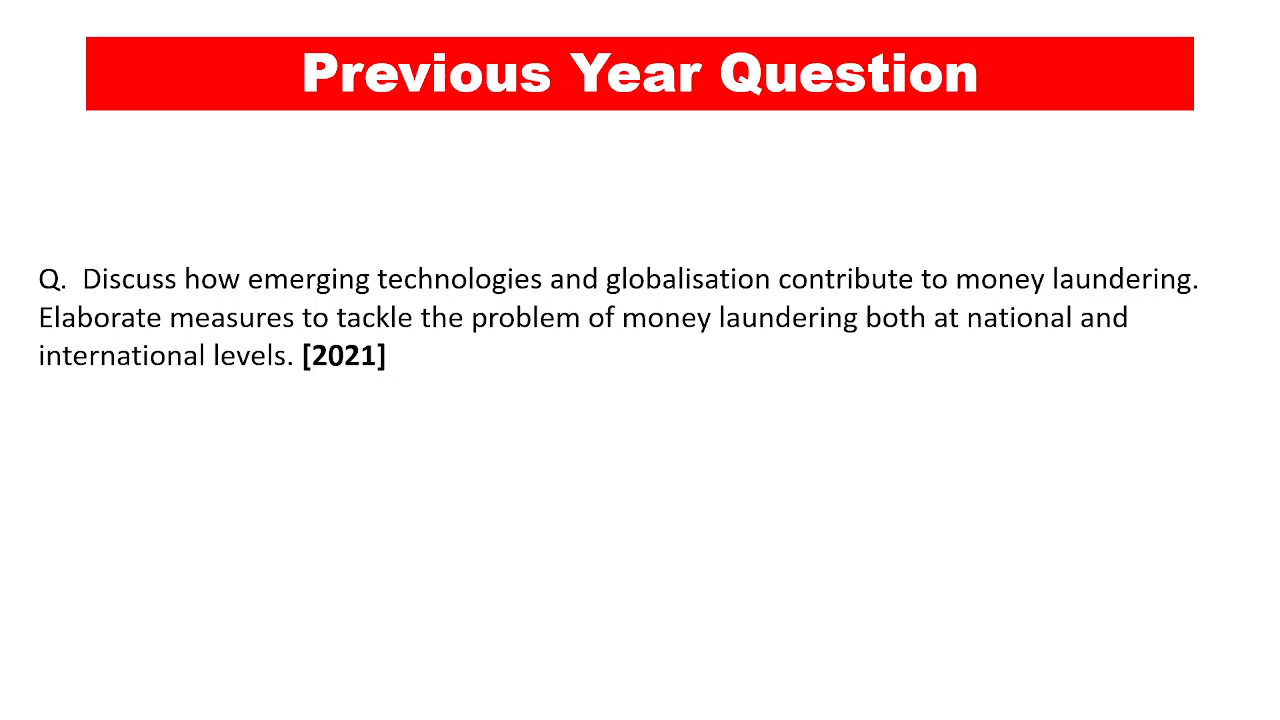 Previous Year Question
Q.  Discuss how emerging technologies and globalisation contribute to money laundering.
Elaborate measures to tackle the problem of money laundering both at national and
international levels. [2021]